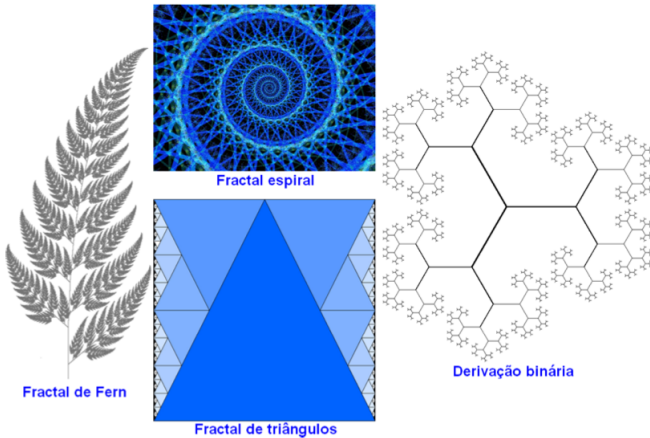 Fractal espiral
Fractal de Fern
Derivação binária
Fractal de triângulos